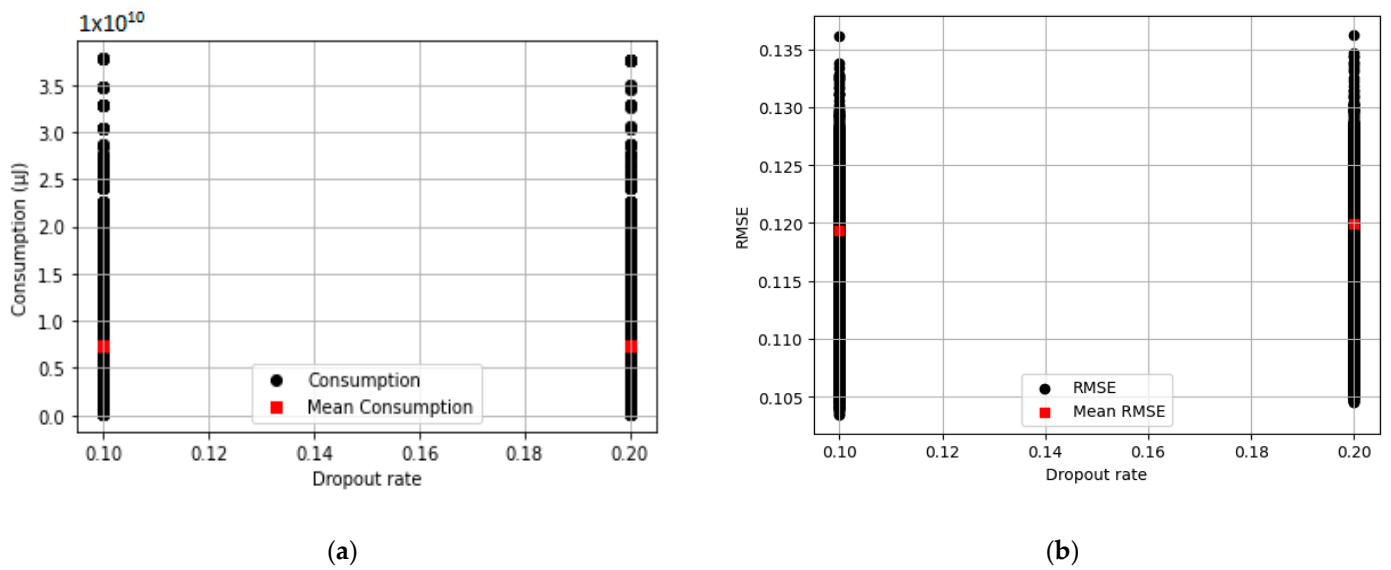 1x10¹⁰
3.5
3.0
2.5
2.0
1.5
1.0
0.5
0.0
Consumption (µJ)
Consumption
Mean Consumption
0.10 0.12 0.14 0.16 0.18 0.20
Dropout rate
(a)
0.135
0.130
0.125
0.120
0.115
0.110
0.105
RMSE
RMSE
Mean RMSE
0.10 0.12 0.14 0.16 0.18 0.20
Dropout rate
(b)